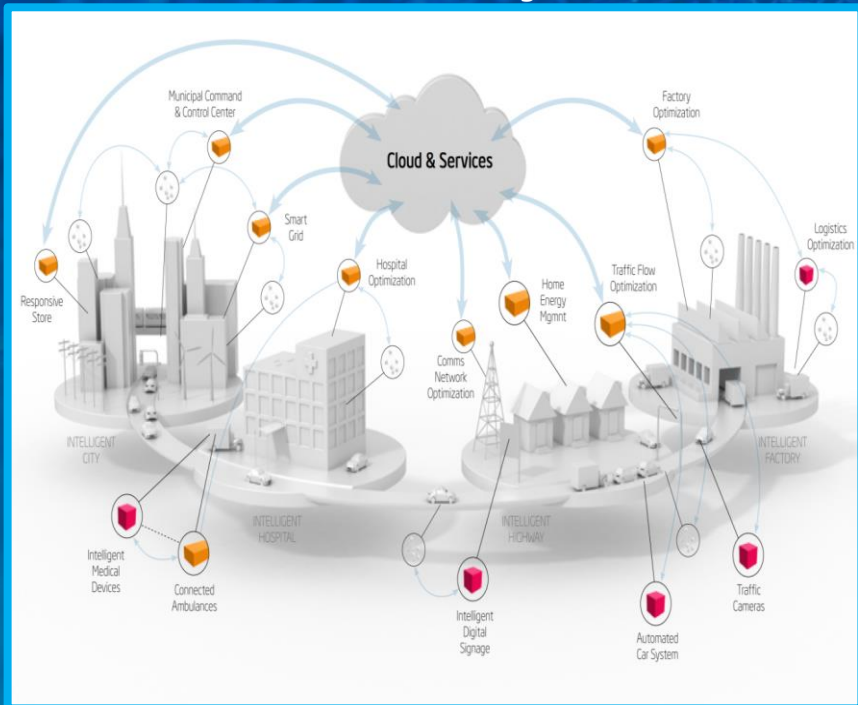 Municipal Command
& Control Center
Factory
Optimization
Cloud & Services
Smart
Grid
Logistics
Optimization
Hospital
Optimization
Home
Energy
Mgmnt
Traffic Flow
Optimization
Responsive
Store
Comms
Network
Optimization
INTELLIGENT
CITY
INTELLIGENT
FACTORY
INTELLIGENT
HOSPITAL
INTELLIGENT
HIGHWAY
Intelligent
Medical
Devices
Connected
Ambulances
Intelligent
Digital
Signage
Traffic
Cameras
Automated
Car System